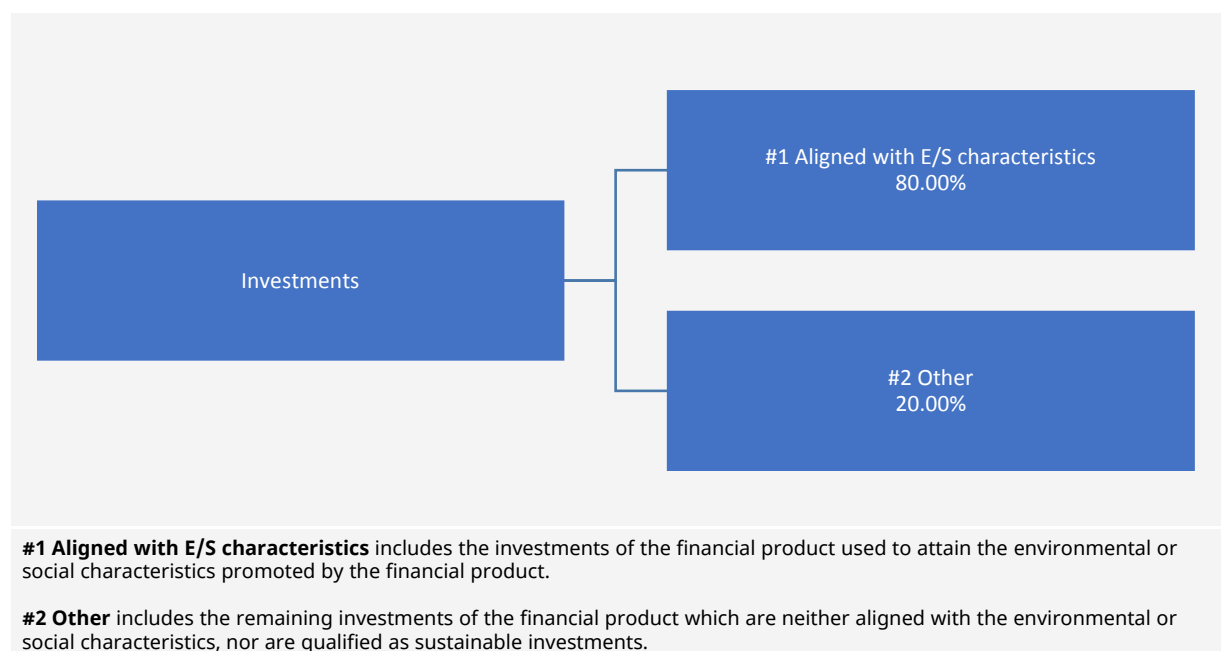 #1 Aligned with E/S characteristics
80.00%
Investments
#2 Other
20.00%
#1 Aligned with E/S characteristics includes the investments of the financial product used to attain the environmental or
social characteristics promoted by the financial product.
#2 Other includes the remaining investments of the financial product which are neither aligned with the environmental or
social characteristics, nor are qualified as sustainable investments.